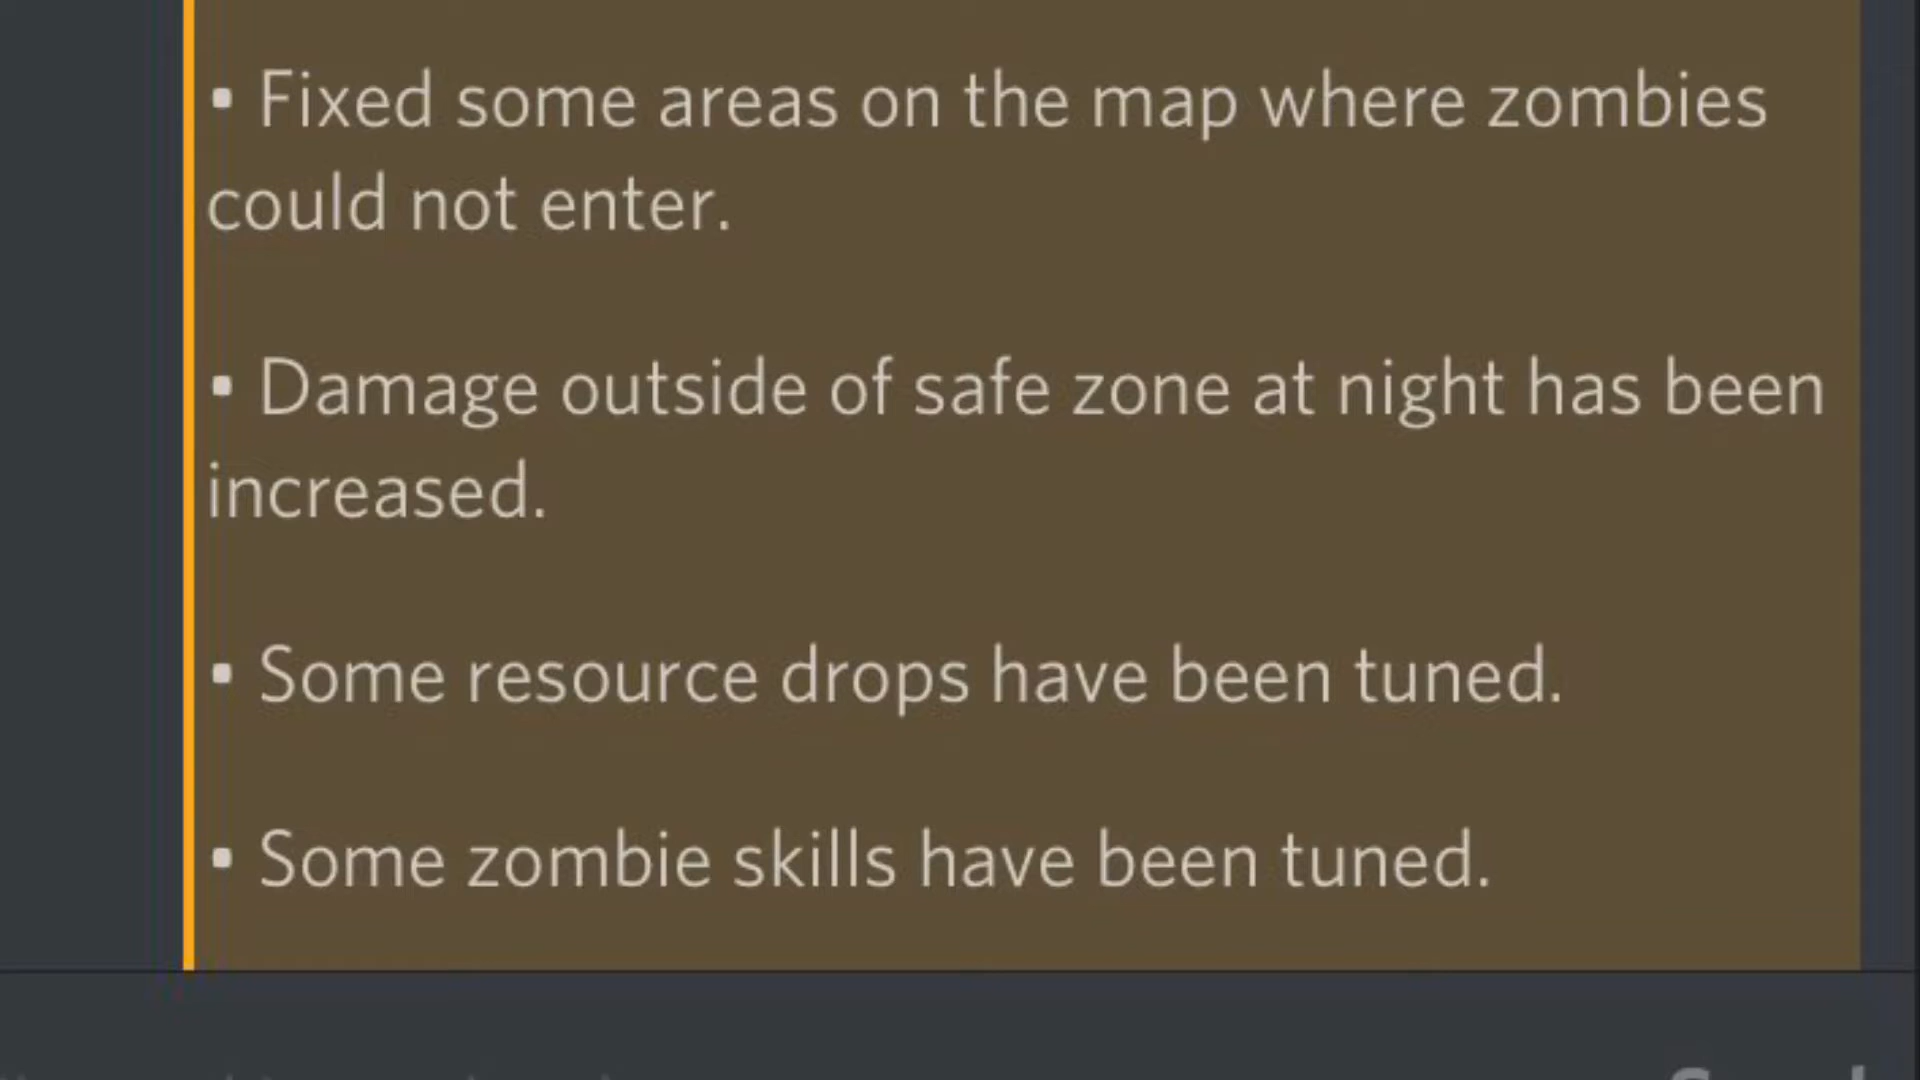 • Fixed some areas on the map where zombies
could not enter.
• Damage outside of safe zone at night has been
increased.
• Some resource drops have been tuned.
• Some zombie skills have been tuned.